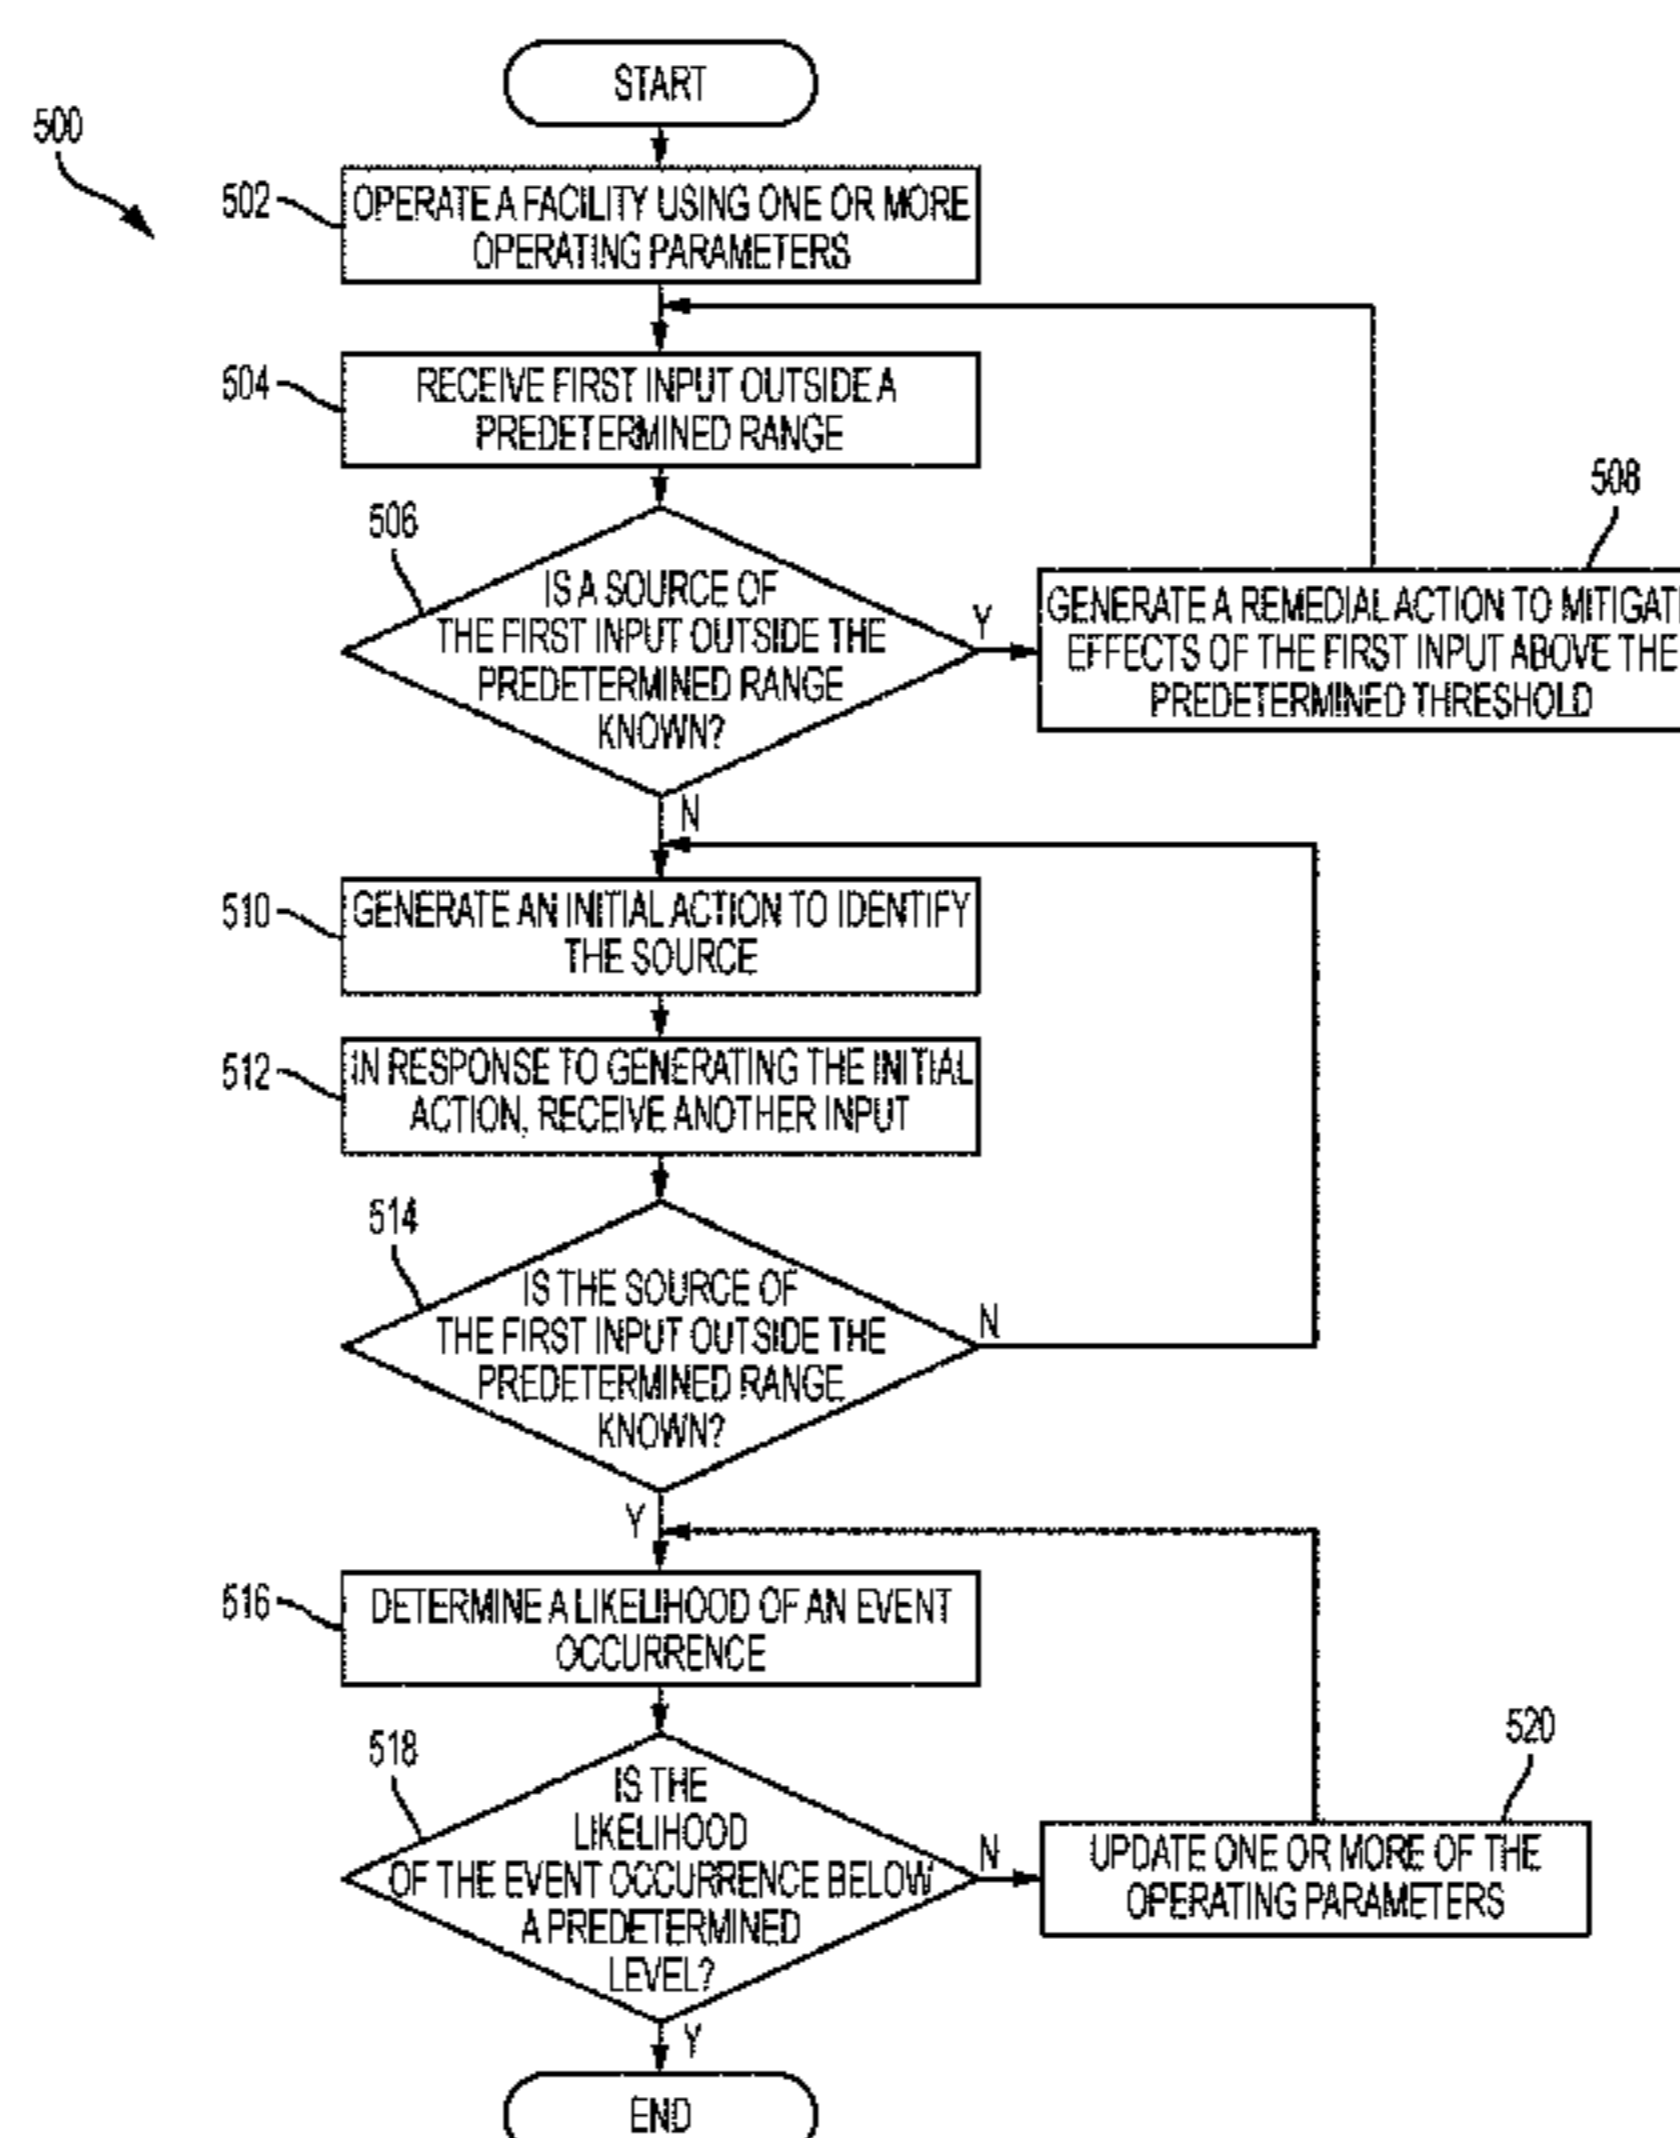 START
500
502
OPERATE A FACILITY USING ONE OR MORE
OPERATING PARAMETERS
504
RECEIVE FIRST INPUT OUTSIDE A
PREDETERMINED RANGE
506
IS A SOURCE OF
THE FIRST INPUT OUTSIDE THE
PREDETERMINED RANGE
KNOWN?
Y
508
GENERATE A REMEDIAL ACTION TO MITIGAT
EFFECTS OF THE FIRST INPUT ABOVE THE
PREDETERMINED THRESHOLD
N
510
GENERATE AN INITIAL ACTION TO IDENTIFY
THE SOURCE
512
IN RESPONSE TO GENERATING THE INITIAL
ACTION, RECEIVE ANOTHER INPUT
514
IS THE SOURCE OF
THE FIRST INPUT OUTSIDE THE
PREDETERMINED RANGE
KNOWN?
N
Y
516
DETERMINE A LIKELIHOOD OF AN EVENT
OCCURRENCE
518
IS THE
LIKELIHOOD
OF THE EVENT OCCURRENCE BELOW
A PREDETERMINED
LEVEL?
N
520
UPDATE ONE OR MORE OF THE
OPERATING PARAMETERS
Y
END